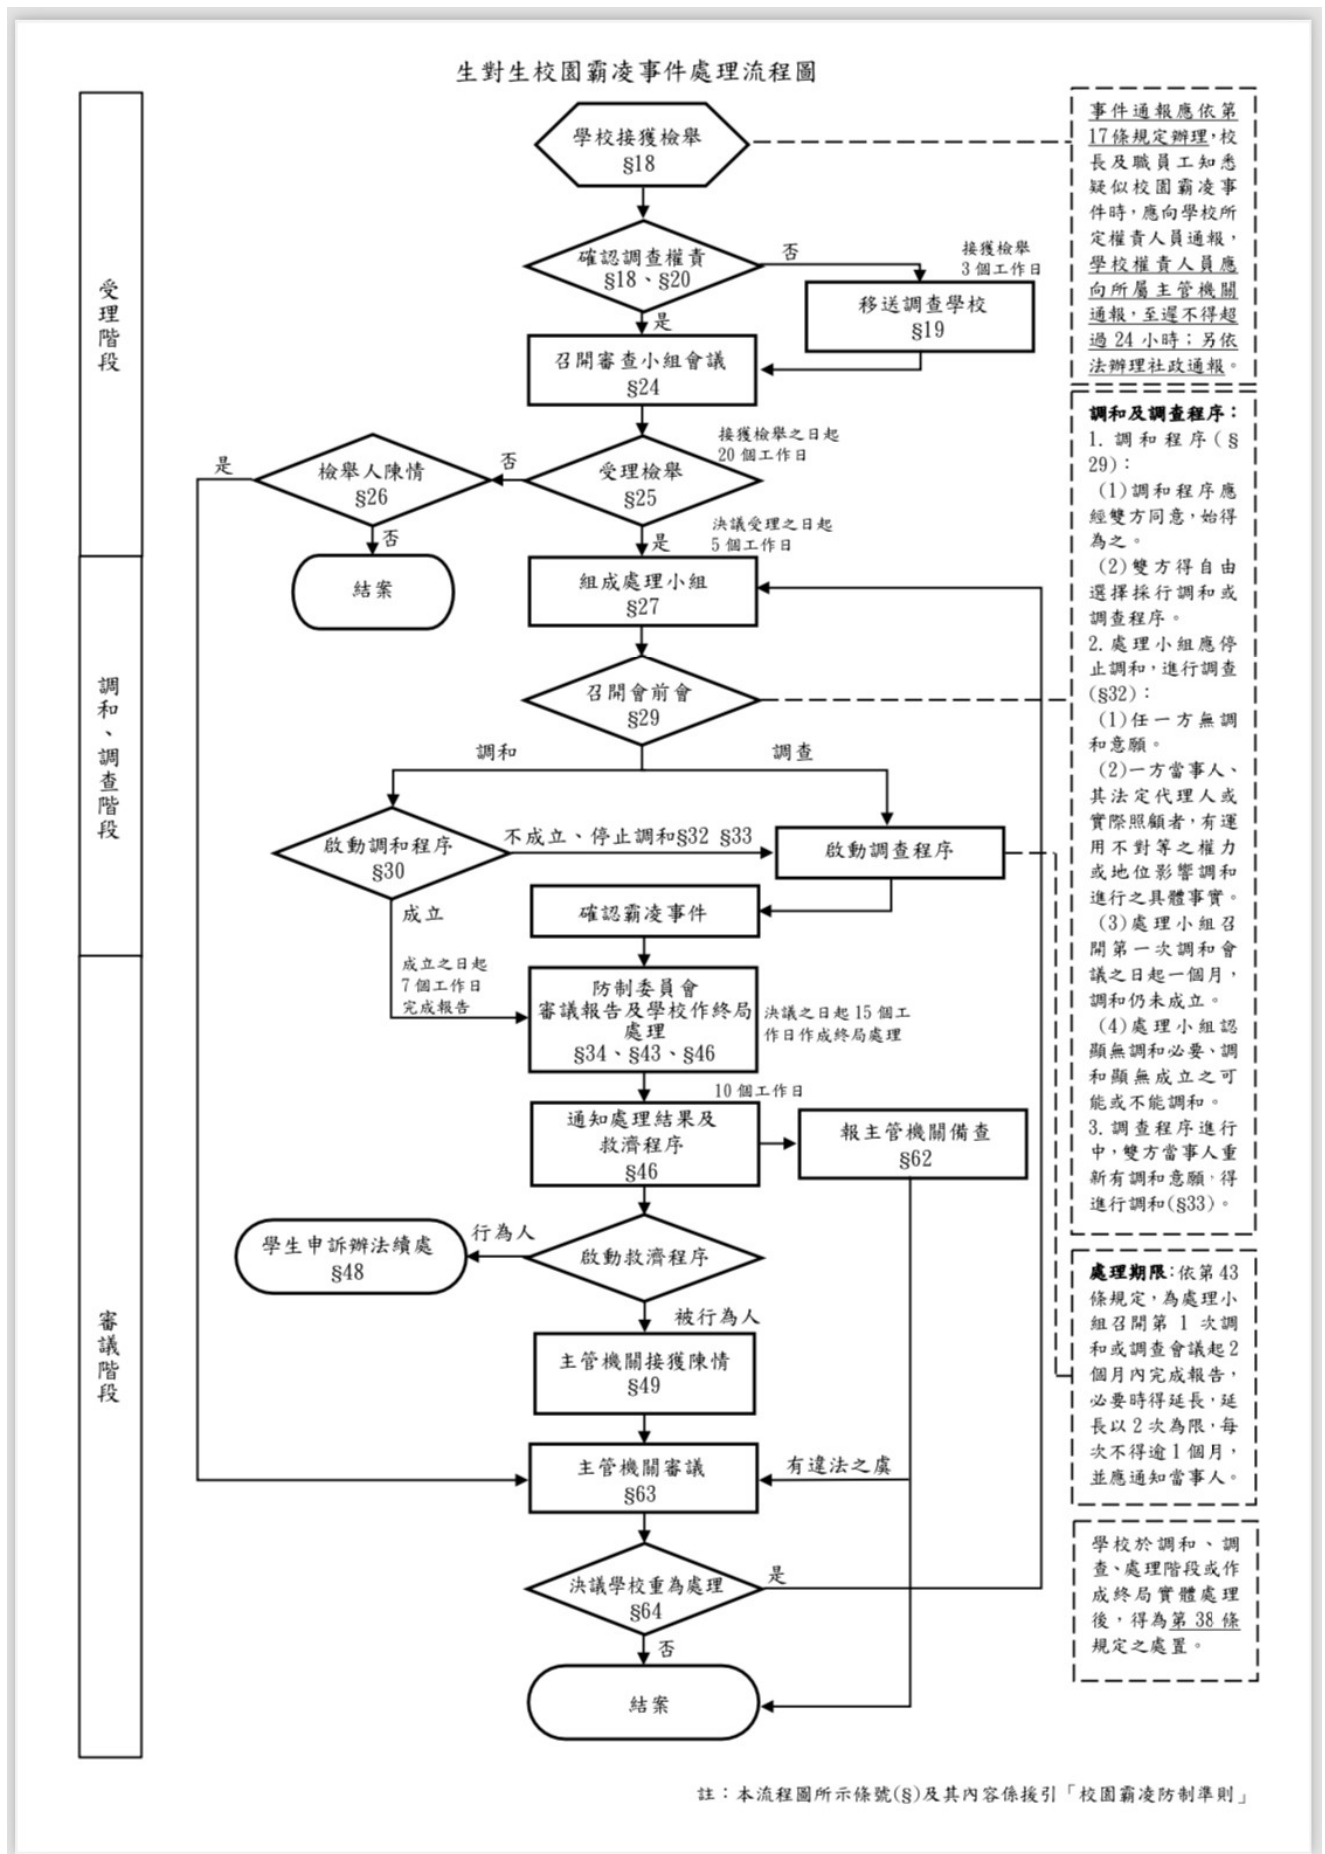 生對生校園霸凌事件處理流程圖
受理階段
學校接獲檢舉
§18
確認調查權責
§18、§20
否
接獲檢舉
3個工作日
移送調查學校
§19
是
召開審查小組會議
§24
接獲檢舉之日起
20個工作日
受理檢舉
§25
否
檢舉人陳情
§26
是
否
結案
決議受理之日起
5個工作日
是
調和、調查階段
組成處理小組
§27
召開會前會
§29
調和
調查
啟動調和程序
§30
不成立、停止調和§32 §33
啟動調查程序
成立
確認霸凌事件
成立之日起
7個工作日
完成報告
審議階段
防制委員會
審議報告及學校作終局
處理
§34、§43、§46
決議之日起15個工
作日作成終局處理
10個工作日
通知處理結果及
救濟程序
§46
報主管機關備查
§62
啟動救濟程序
行為人
學生申訴辦法續處
§48
被行為人
主管機關接獲陳情
§49
主管機關審議
§63
有違法之虞
決議學校重為處理
§64
是
否
結案
事件通報應依第
17條規定辦理,校
長及職員工知悉
疑似校園霸凌事
件時,應向學校所
定權責人員通報,
學校權責人員應
向所屬主管機關
通報,至遲不得超
過24小時;另依
法辦理社政通報。
調和及調查程序:
1.調和程序(§
29):
(1)調和程序應
經雙方同意,始得
為之。
(2)雙方得自由
選擇採行調和或
調查程序。
2.處理小組應停
止調和,進行調查
(§32):
(1)任一方無調
和意願。
(2)一方當事人、
其法定代理人或
實際照顧者,有運
用不對等之權力
或地位影響調和
進行之具體事實。
(3)處理小組召
開第一次調和會
議之日起一個月,
調和仍未成立。
(4)處理小組認
顯無調和必要、調
和顯無成立之可
能或不能調和。
3.調查程序進行
中,雙方當事人重
新有調和意願,得
進行調和(§33)。
處理期限:依第43
條規定,為處理小
組召開第1次調
和或調查會議起2
個月內完成報告,
必要時得延長,延
長以2次為限,每
次不得逾1個月,
並應通知當事人。
學校於調和、調
查、處理階段或作
成終局實體處理
後,得為第38條
規定之處置。
註:本流程圖所示條號(§)及其內容係援引「校園霸凌防制準則」